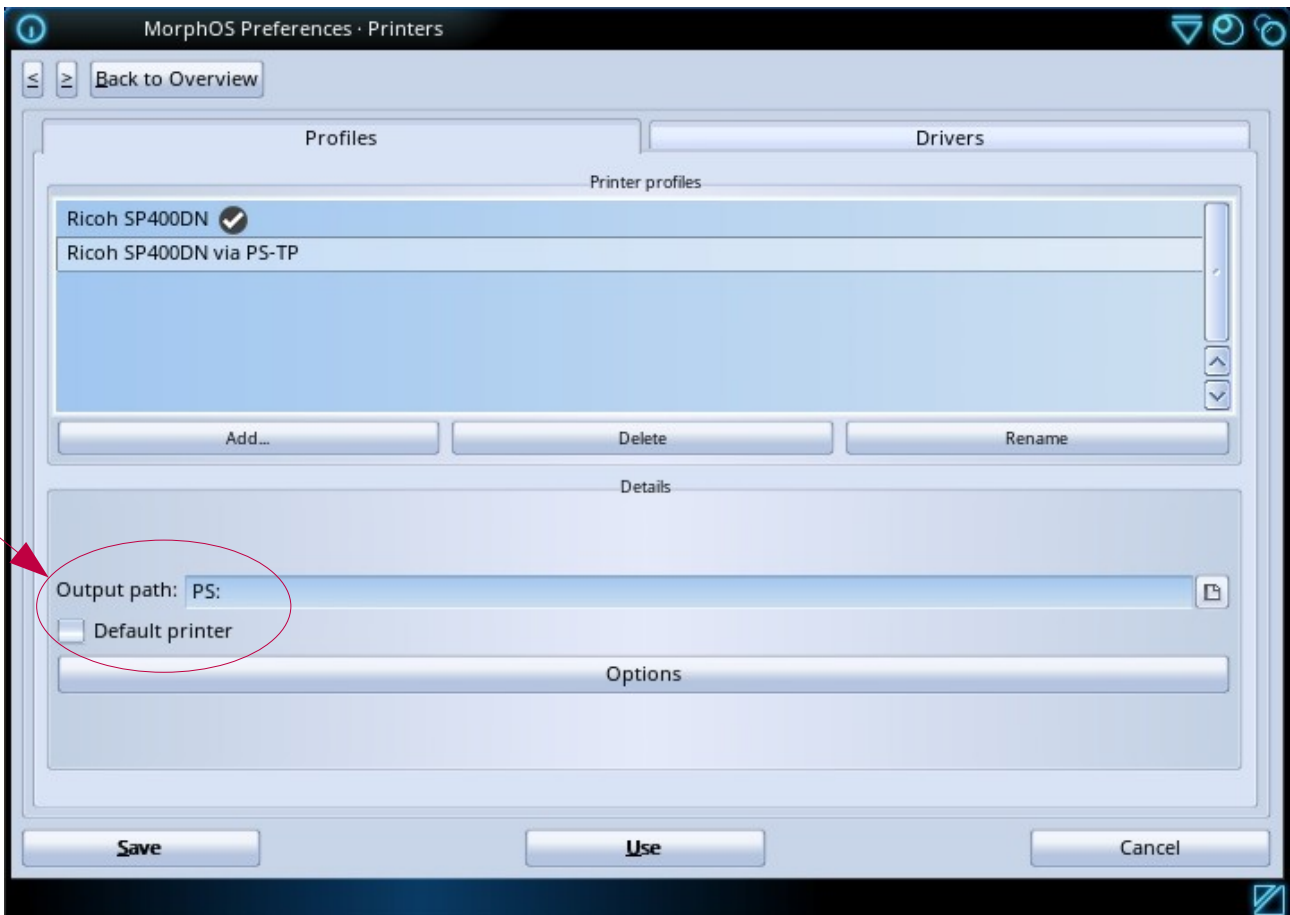 MorphOS Preferences · Printers
< > Back to Overview
Profiles Drivers
Printer profiles
Ricoh SP400DN
Ricoh SP400DN via PS-TP
Add... Delete Rename
Details
Output path: PS:
Default printer
Options
Save Use Cancel